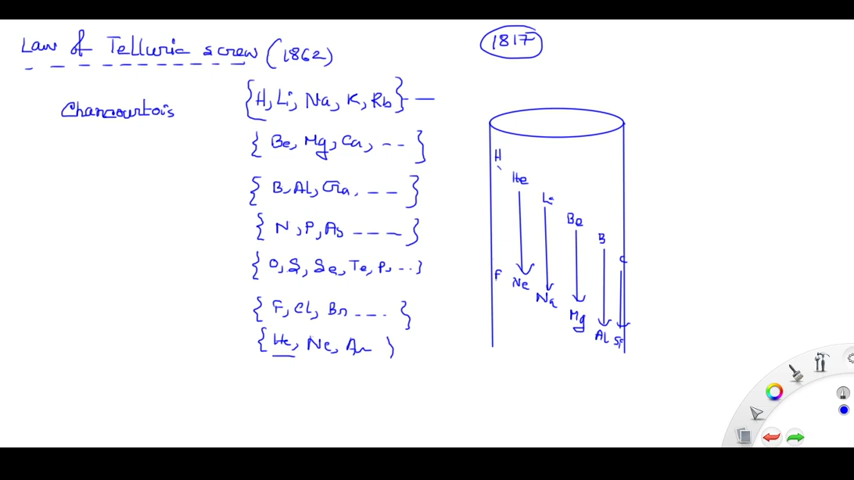 Law of Telluric screw (1862)
1817
Chancourtois
{H, Li, Na, K, Rb} --
{ Be, Mg, Ca, -- }
{ B, Al, Ga, -- -- }
{ N, P, As -- -- -- }
{ O, S, Se, Te, P, .. }
{ F, Cl, Br ---- }
{ He, Ne, Ar }
H
He
Li
Be
B
C
F
Ne
Na
Mg
Al
Si